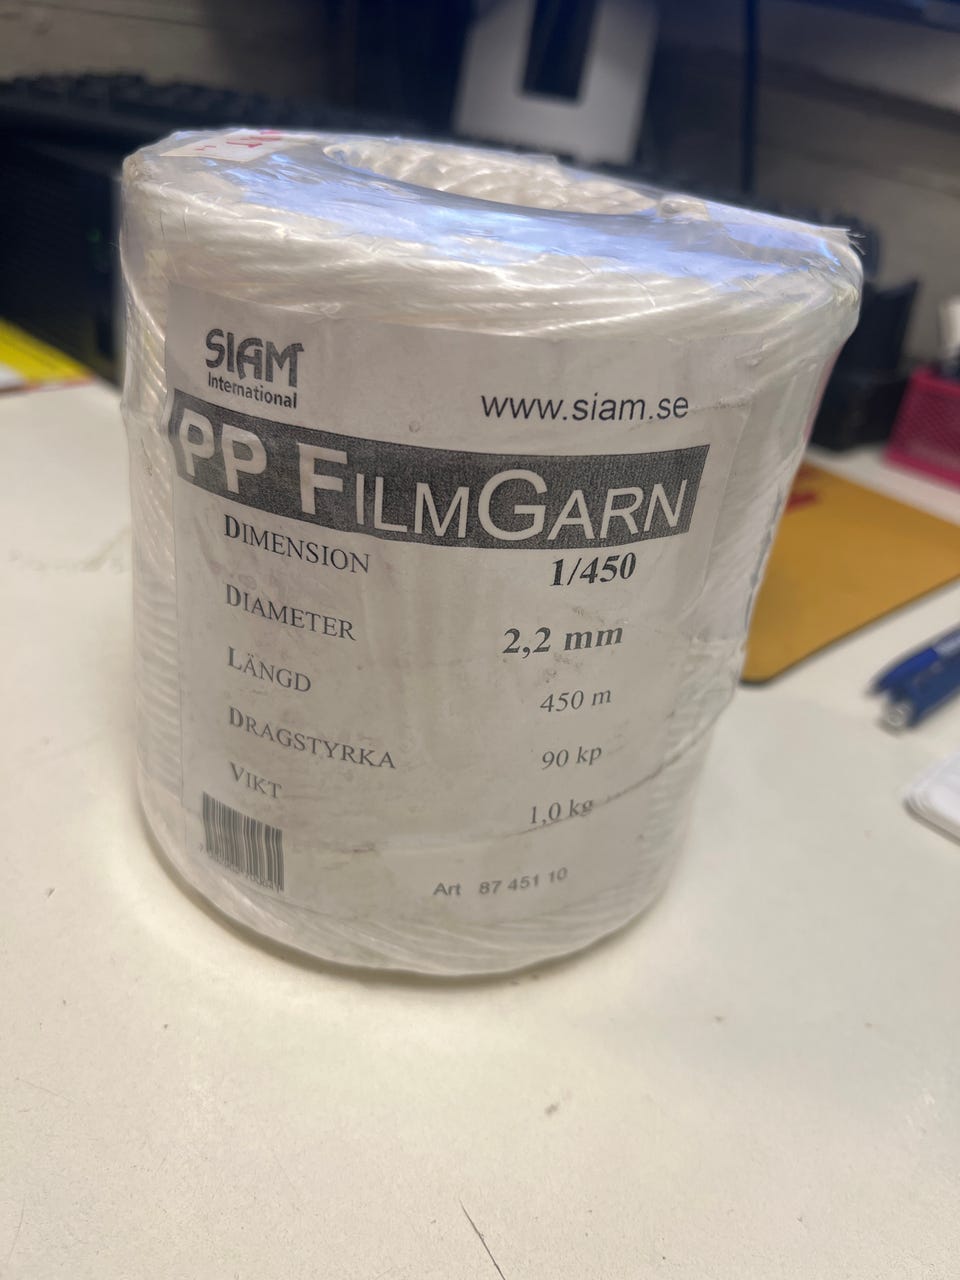 SIAM
International
www.siam.se
PP FILMGARN
DIMENSION 1/450
DIAMETER 2,2 mm
LÄNGD 450 m
DRAGSTYRKA 90 kp
VIKT 1,0 kg
Art 87 451 10